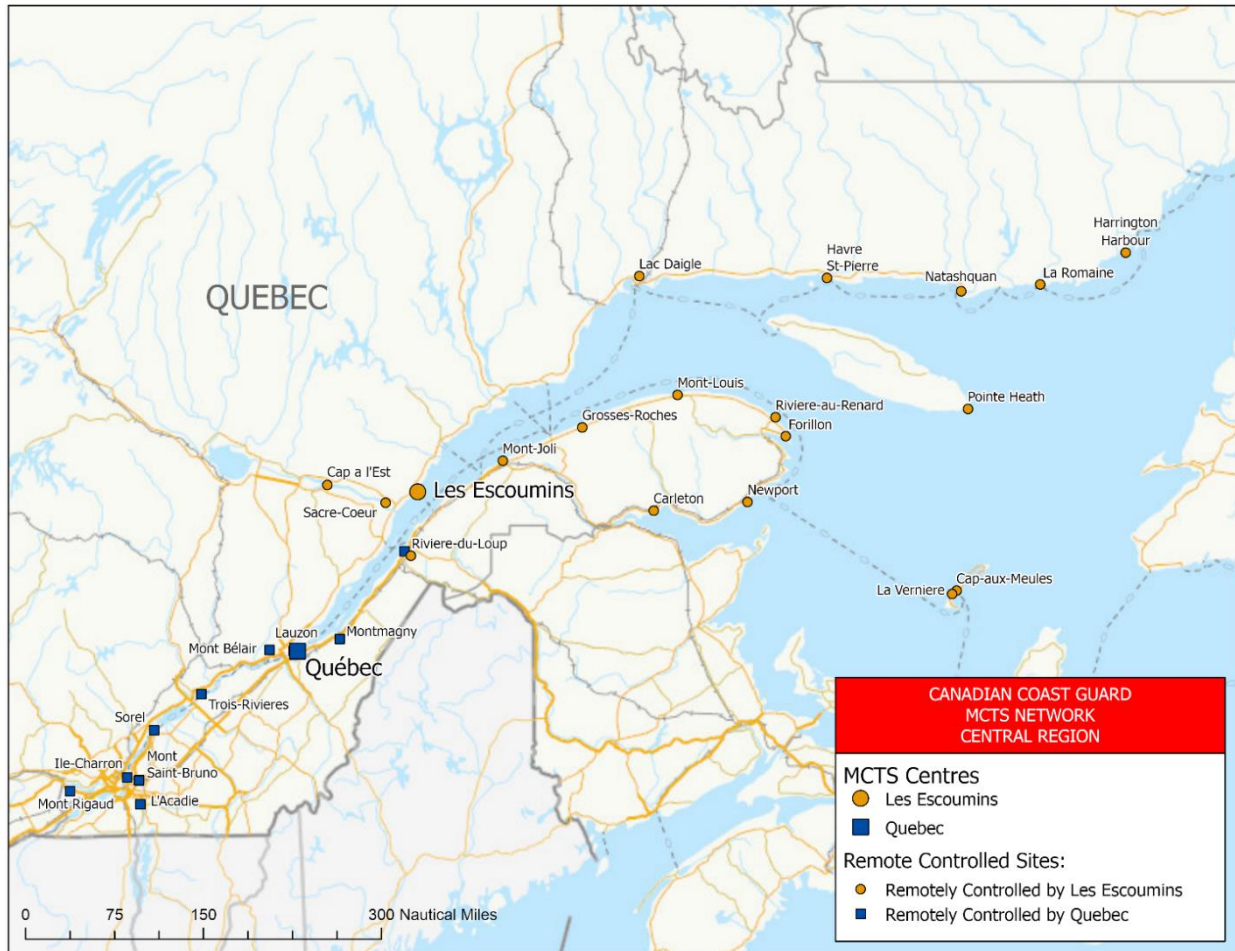 QUEBEC
Harrington
Harbour
Lac Daigle
Havre
St-Pierre
Natashquan
La Romaine
Mont-Louis
Pointe Heath
Riviere-au-Renard
Grosses-Roches
Forillon
Mont-Joli
Cap a l'Est
Les Escoumins
Sacre-Coeur
Carleton
Newport
Riviere-du-Loup
Cap-aux-Meules
La Verniere
Lauzon
Montmagny
Mont Bélair
Québec
Trois-Rivieres
Sorel
Ile-Charron
Mont
Saint-Bruno
Mont Rigaud
L'Acadie
0 75 150 300 Nautical Miles
CANADIAN COAST GUARD
MCTS NETWORK
CENTRAL REGION
MCTS Centres
Les Escoumins
Quebec
Remote Controlled Sites:
Remotely Controlled by Les Escoumins
Remotely Controlled by Quebec